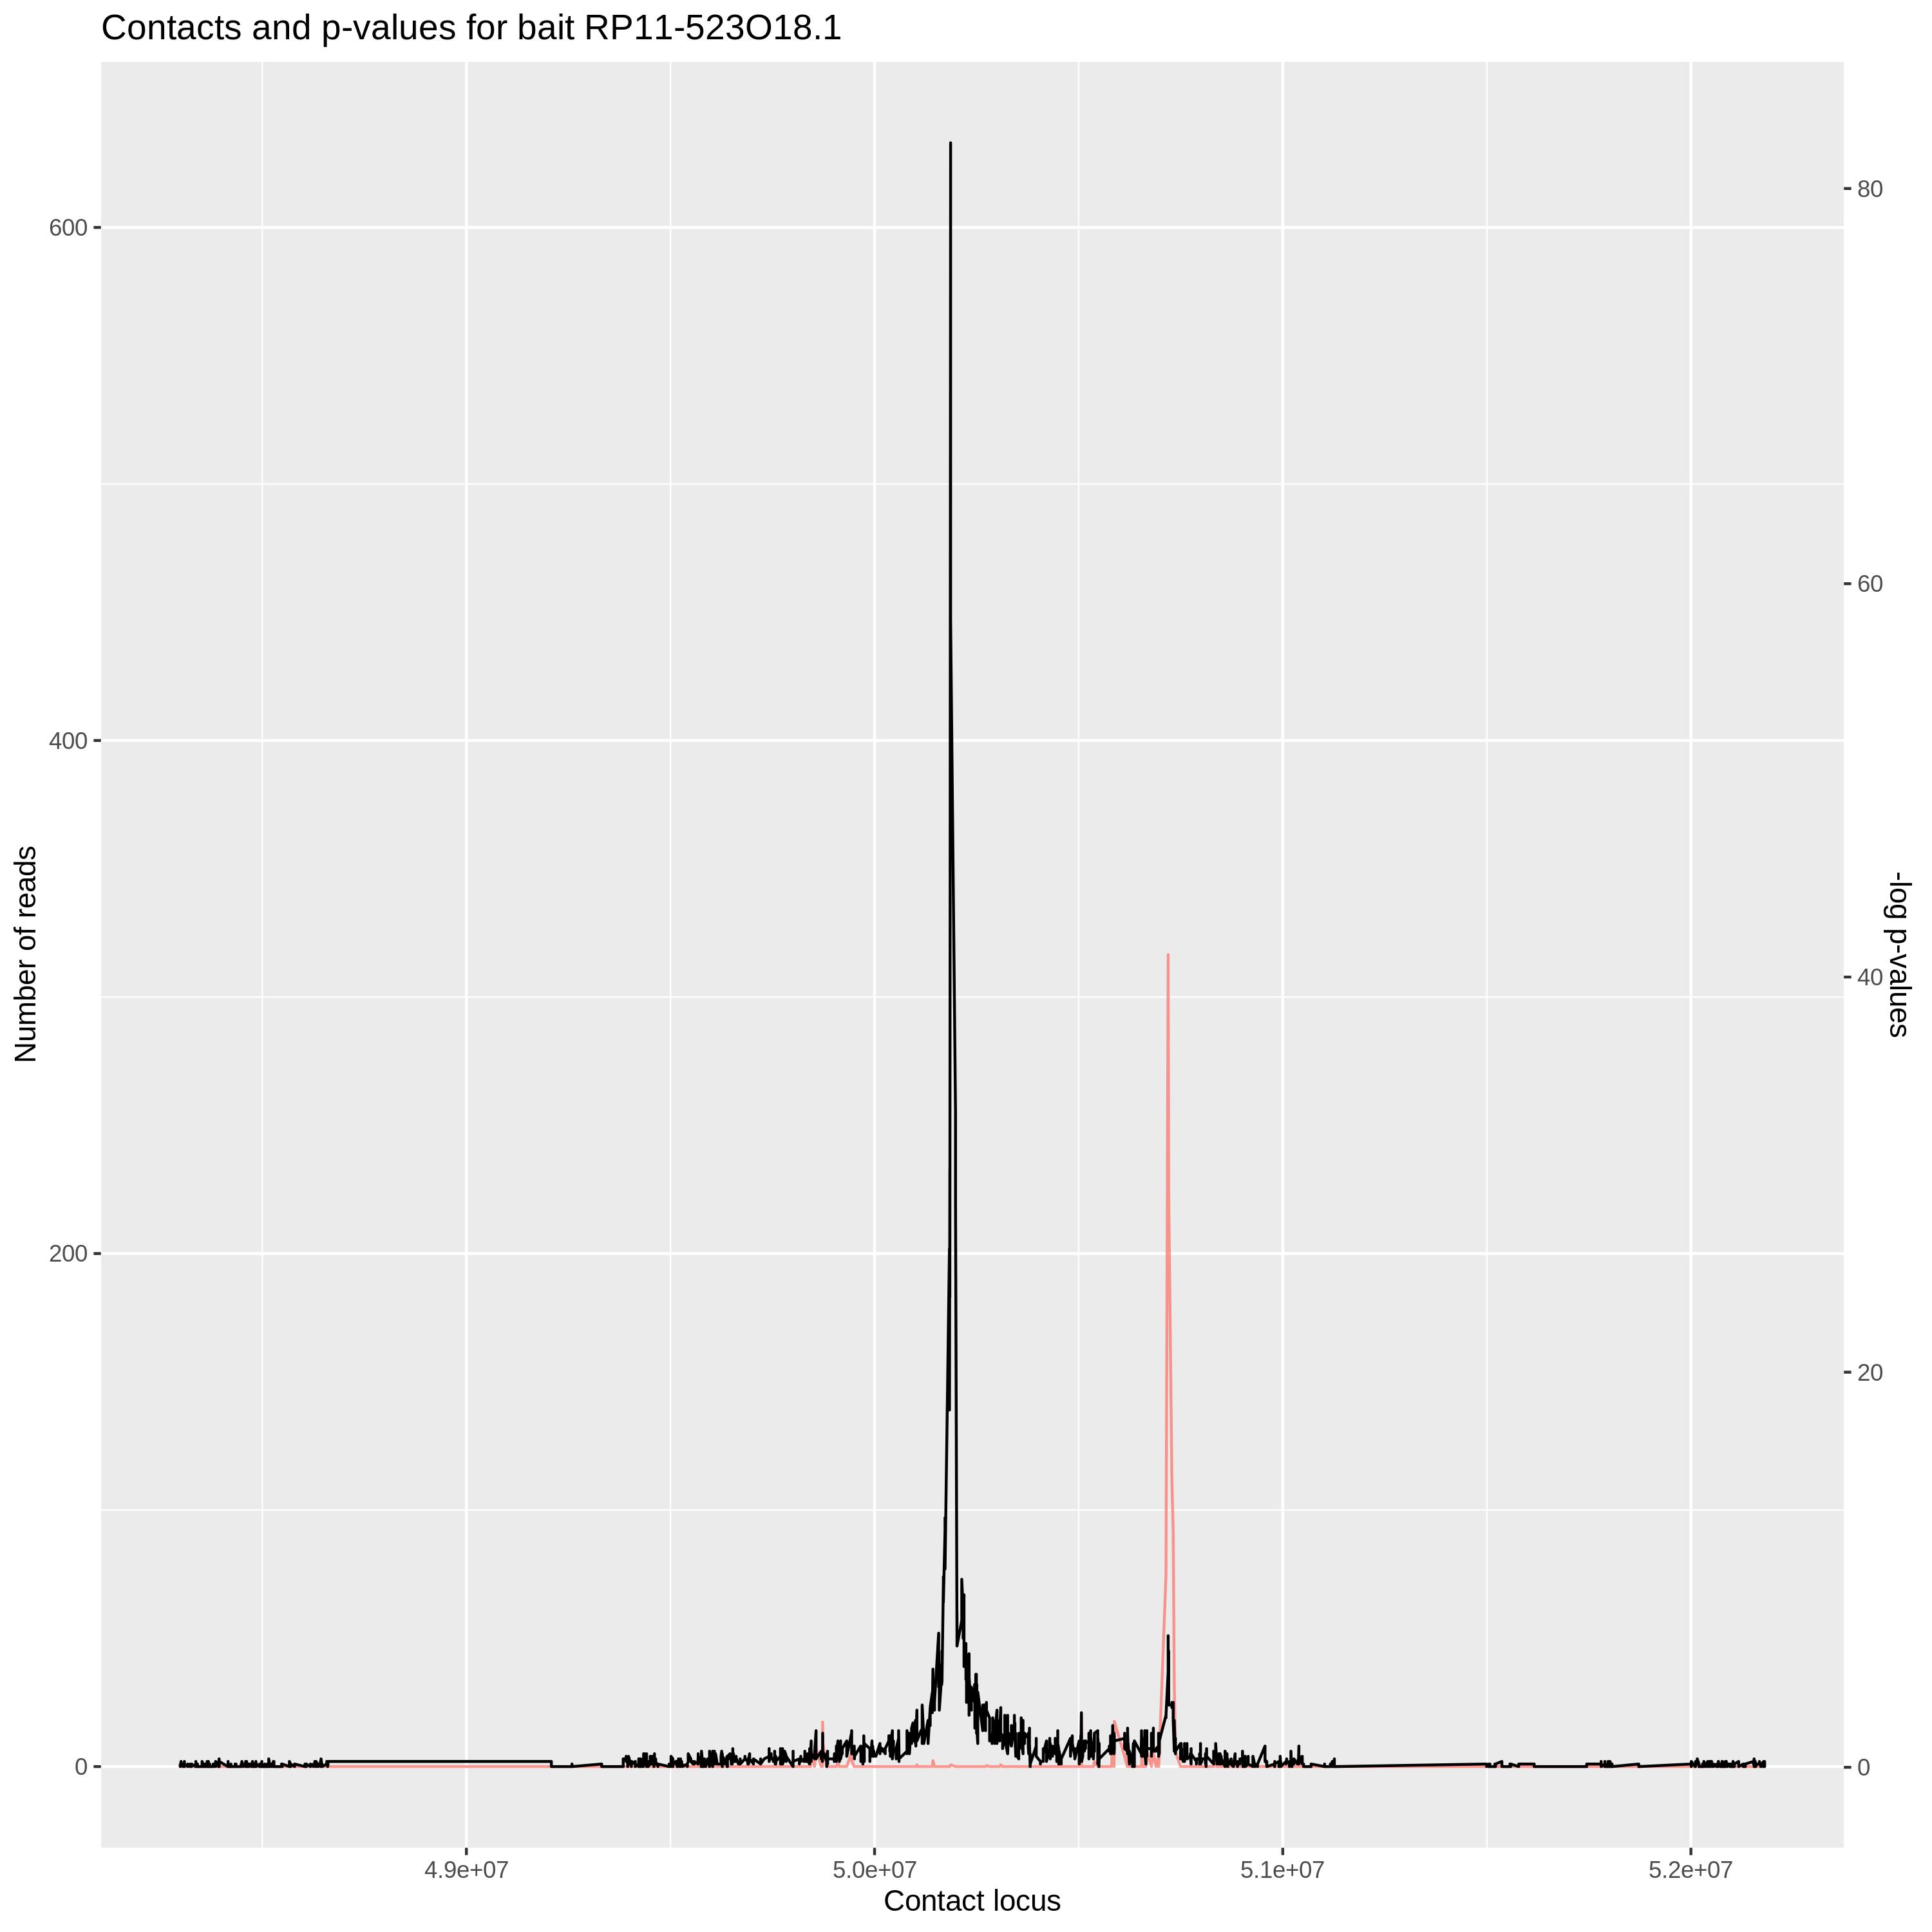 Contacts and p-values for bait RP11-523O18.1
Number of reads
600
400
200
0
80
60
40
20
0
-log p-values
4.9e+07
5.0e+07
5.1e+07
5.2e+07
Contact locus